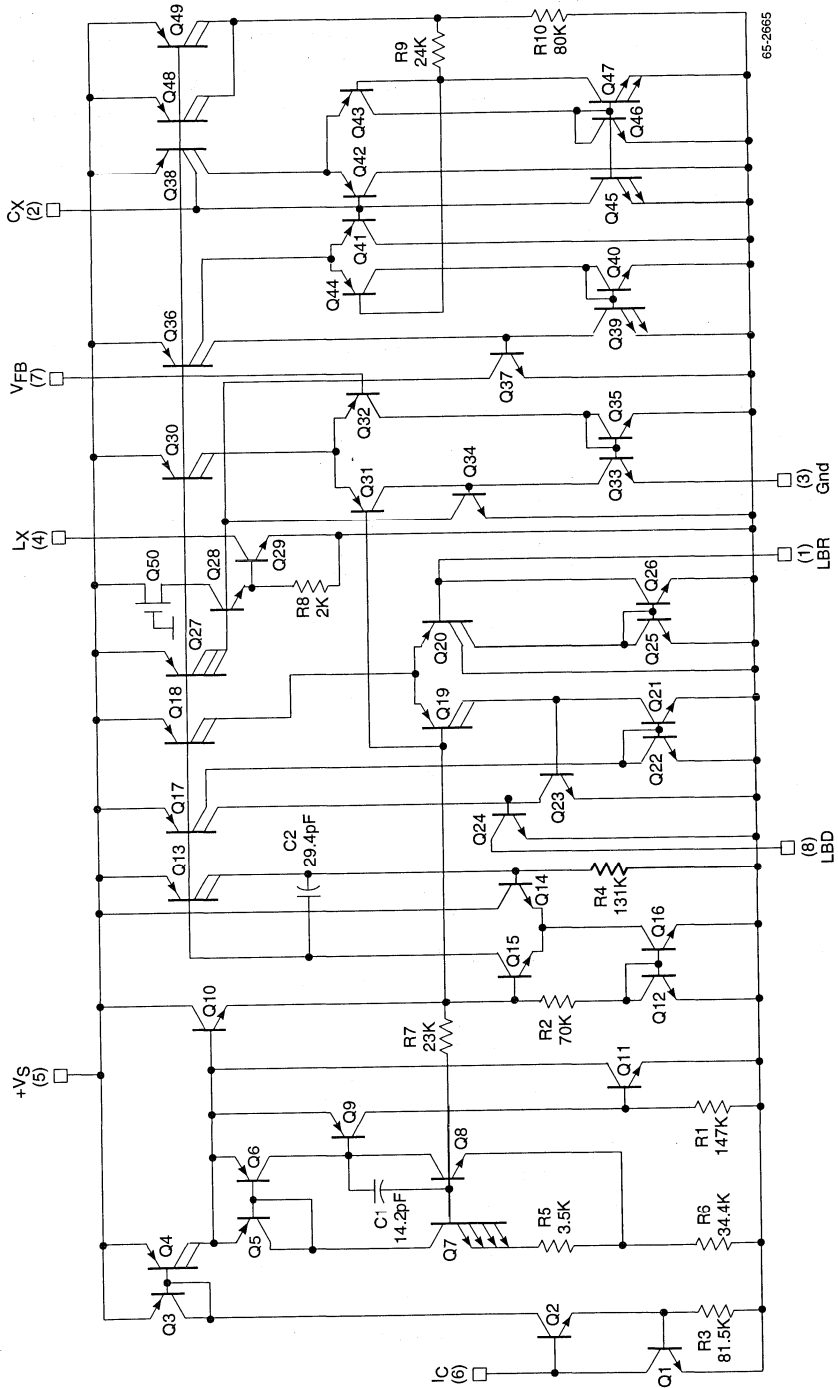 +VS
(5)
LX
(4)
VFB
(7)
CX
(2)
Q3
Q4
Q5
Q6
Q9
C1
14.2pF
Q7
Q8
R5
3.5K
R6
34.4K
R1
147K
Q11
Q2
Q1
R3
81.5K
IC
(6)
Q10
R7
23K
R2
70K
Q12
Q16
Q15
Q14
R4
131K
C2
29.4pF
Q13
Q17
Q18
Q27
Q50
Q28
Q29
R8
2K
Q19
Q20
Q23
Q24
Q22
Q21
Q25
Q26
(8)
LBD
(1)
LBR
Q30
Q31
Q32
Q34
Q33
Q35
(3)
Gnd
Q36
Q37
Q44
Q41
Q42
Q43
Q39
Q40
Q45
Q46
Q47
Q38
Q48
Q49
R9
24K
R10
80K
65-2665